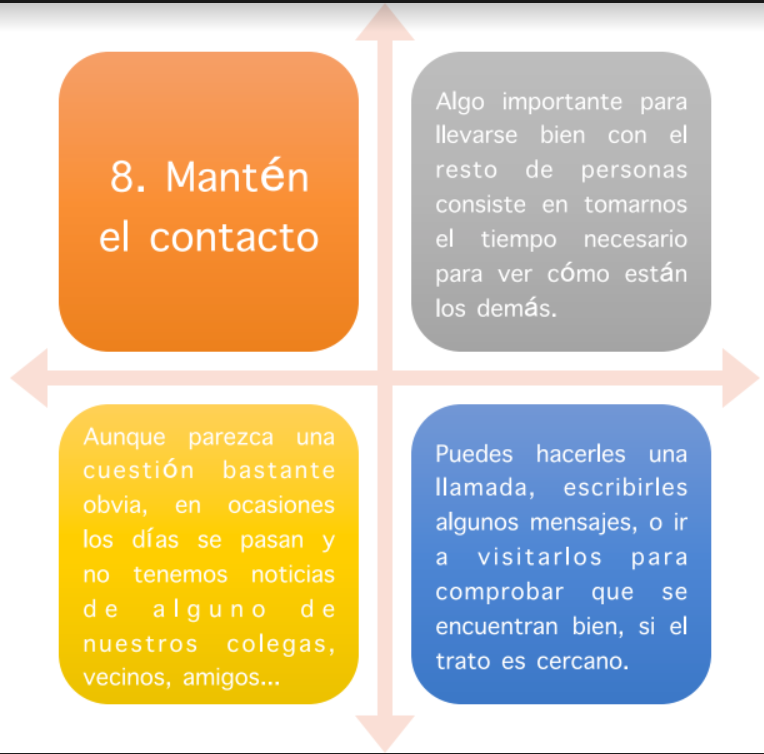 8. Mantén
el contacto
Algo importante para
llevarse bien con el
resto de personas
consiste en tomarnos
el tiempo necesario
para ver cómo están
los demás.
Aunque parezca una
cuestión bastante
obvia, en ocasiones
los días se pasan y
no tenemos noticias
de alguno de
nuestros colegas,
vecinos, amigos...
Puedes hacerles una
llamada, escribirles
algunos mensajes, o ir
a visitarlos para
comprobar que se
encuentran bien, si el
trato es cercano.